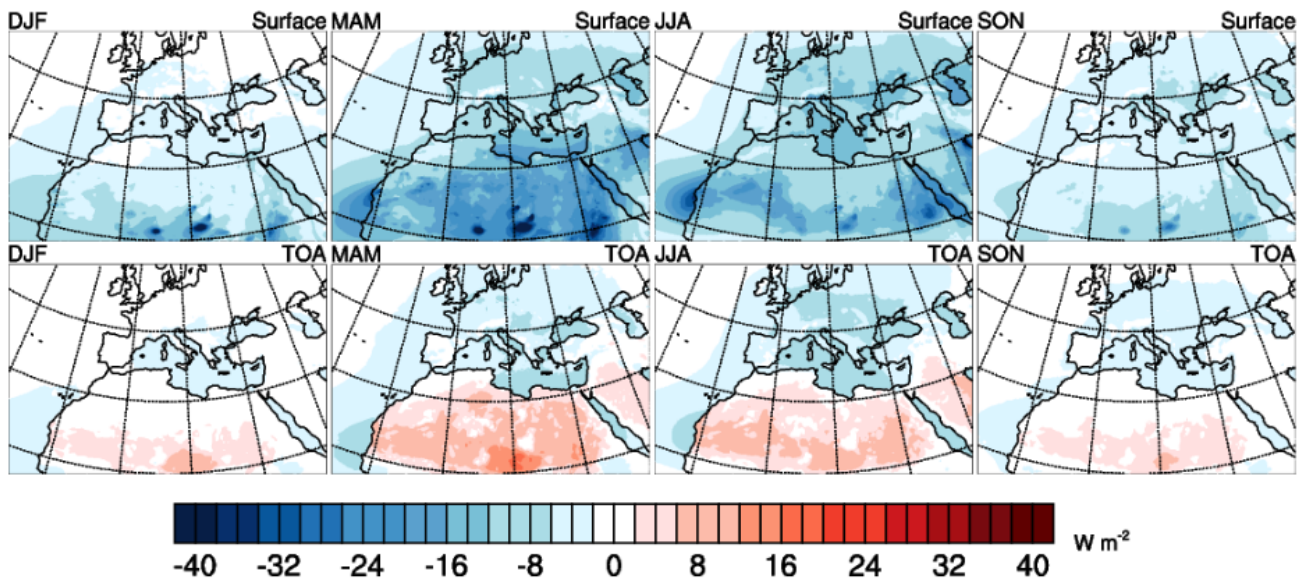 DJF Surface MAM Surface JJA Surface SON Surface
DJF TOA MAM TOA JJA TOA SON TOA
-40 -32 -24 -16 -8 0 8 16 24 32 40 W m⁻²